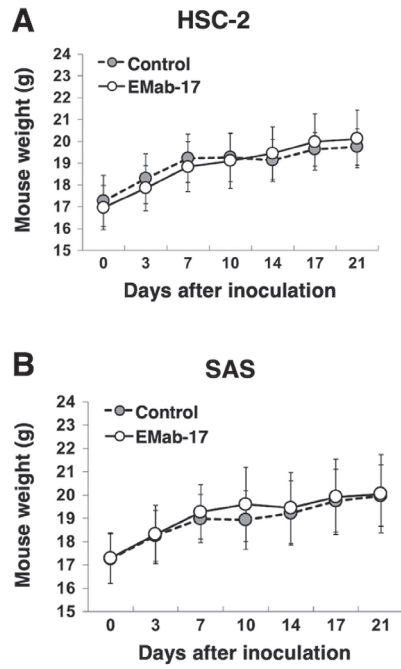 A
HSC-2
Mouse weight (g)
24
23
22
21
20
19
18
17
16
15
Control
EMab-17
0 3 7 10 14 17 21
Days after inoculation
B
SAS
Mouse weight (g)
24
23
22
21
20
19
18
17
16
15
Control
EMab-17
0 3 7 10 14 17 21
Days after inoculation